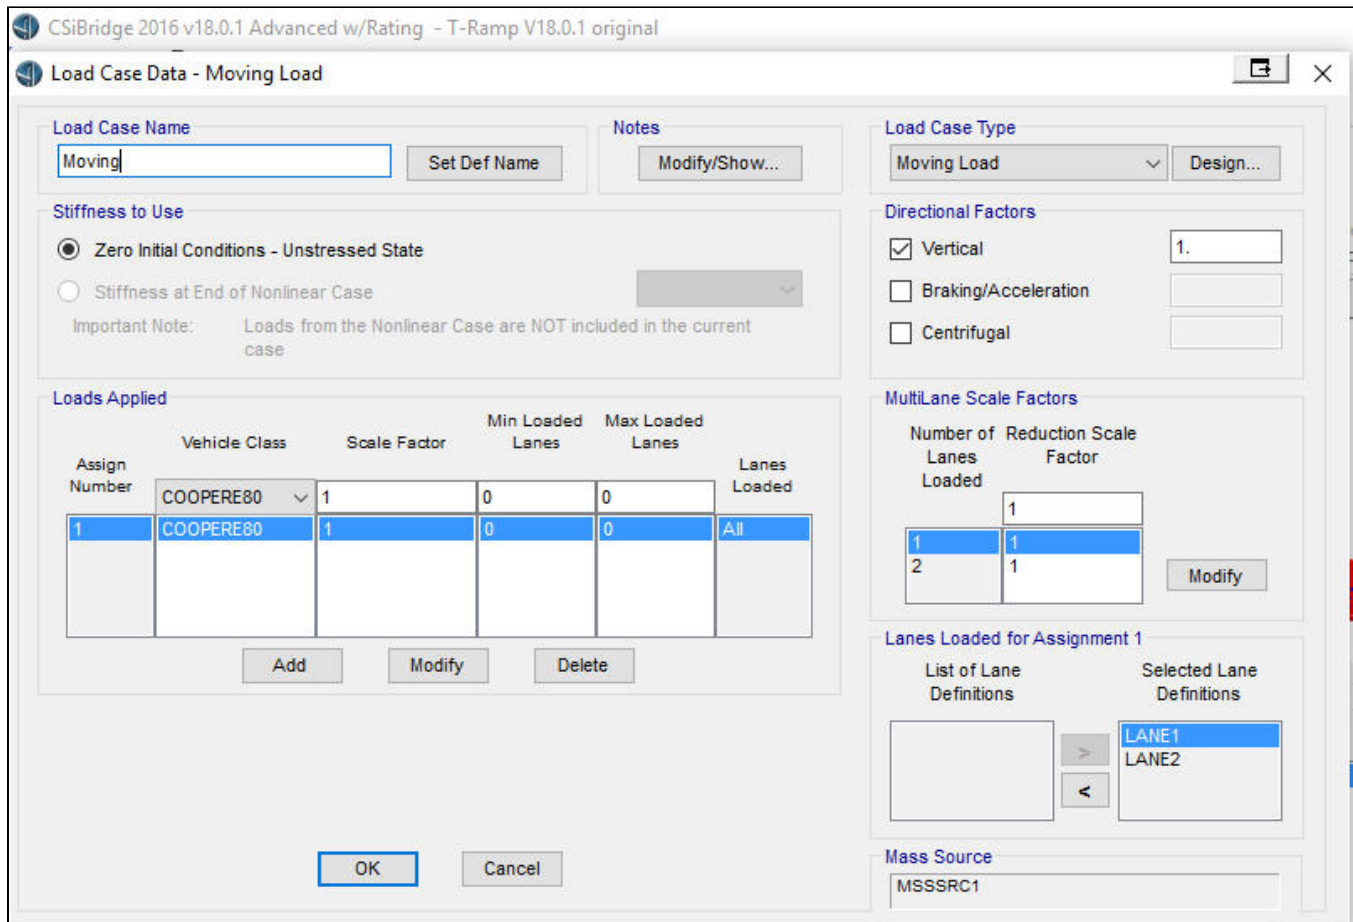 CSiBridge 2016 v18.0.1 Advanced w/Rating - T-Ramp V18.0.1 original
Load Case Data - Moving Load
Load Case Name
Moving
Set Def Name
Notes
Modify/Show...
Load Case Type
Moving Load
Design...
Stiffness to Use
Zero Initial Conditions - Unstressed State
Stiffness at End of Nonlinear Case
Important Note: Loads from the Nonlinear Case are NOT included in the current
case
Directional Factors
Vertical 1.
Braking/Acceleration
Centrifugal
Loads Applied
Assign
Number
Vehicle Class
Scale Factor
Min Loaded
Lanes
Max Loaded
Lanes
Lanes
Loaded
COOPERE80 1 0 0
1 COOPERE80 1 0 0 All
Add
Modify
Delete
MultiLane Scale Factors
Number of
Lanes
Loaded
Reduction Scale
Factor
1
1 1
2 1
Modify
Lanes Loaded for Assignment 1
List of Lane
Definitions
Selected Lane
Definitions
>
<
LANE1
LANE2
OK
Cancel
Mass Source
MSSSRC1